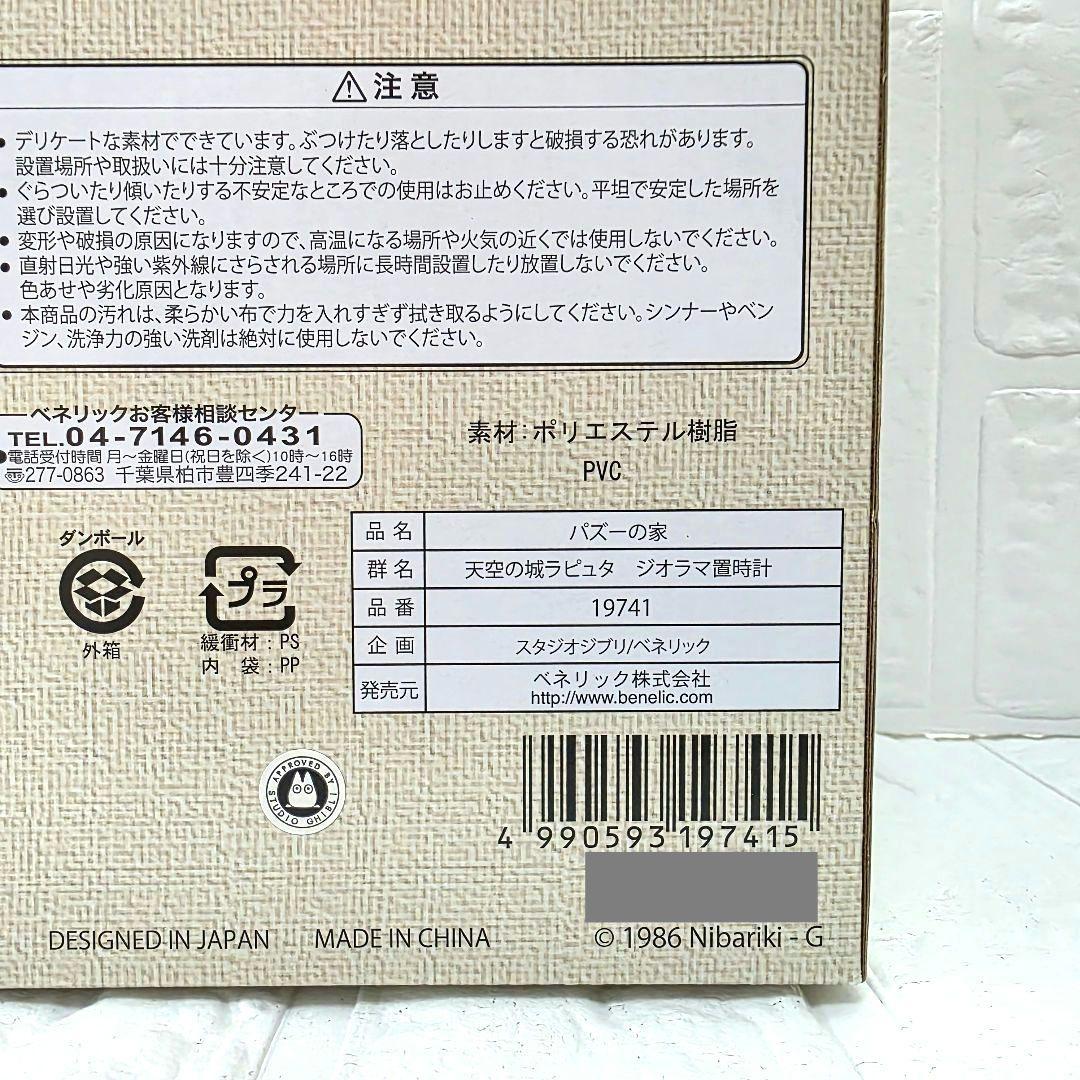 ⚠注意
● デリケートな素材でできています。ぶつけたり落としたりしますと破損する恐れがあります。
設置場所や取扱いには十分注意してください。
● ぐらついたり傾いたりする不安定なところでの使用はお止めください。平坦で安定した場所を
選び設置してください。
● 変形や破損の原因になりますので、高温になる場所や火気の近くでは使用しないでください。
● 直射日光や強い紫外線にさらされる場所に長時間設置したり放置しないでください。
色あせや劣化原因となります。
● 本商品の汚れは、柔らかい布で力を入れすぎず拭き取るようにしてください。シンナーやベン
ジン、洗浄力の強い洗剤は絶対に使用しないでください。
ベネリックお客様相談センター
TEL.04-7146-0431
●電話受付時間 月〜金曜日(祝日を除く)10時〜16時
〠277-0863 千葉県柏市豊四季241-22
素材:ポリエステル樹脂
PVC
ダンボール
外箱
プラ
緩衝材:PS
内 袋:PP
品名 パズーの家
群名 天空の城ラピュタ ジオラマ置時計
品番 19741
企画 スタジオジブリ/ベネリック
発売元 ベネリック株式会社
http://www.benelic.com
APPROVED BY
STUDIO GHIBLI
4 990593 197415
DESIGNED IN JAPAN MADE IN CHINA © 1986 Nibariki - G